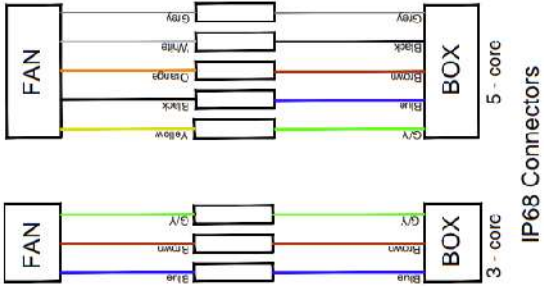 FAN
Grey
Grey
White
Black
Orange
Brown
Black
Blue
Yellow
G/Y
BOX
5 - core
FAN
G/Y
G/Y
Brown
Brown
Blue
Blue
BOX
3 - core
IP68 Connectors